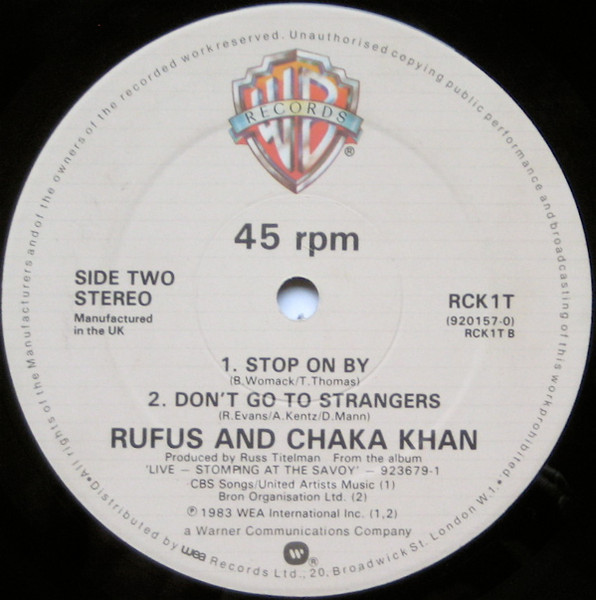 •All rights of the Manufacturers and of the owners of the recorded work reserved. Unauthorised copying public performance and broadcasting of this work prohibited.•
WB
RECORDS
®
45 rpm
SIDE TWO
STEREO
Manufactured
in the UK
RCK1T
(920157-0)
RCK1T B
1. STOP ON BY
(B. Womack/T. Thomas)
2. DON'T GO TO STRANGERS
(R. Evans/A. Kentz/D. Mann)
RUFUS AND CHAKA KHAN
Produced by Russ Titelman From the album
'LIVE – STOMPING AT THE SAVOY' – 923679-1
CBS Songs/United Artists Music (1)
Bron Organisation Ltd. (2)
℗ 1983 WEA International Inc. (1,2)
a Warner Communications Company
®
Distributed by wea Records Ltd., 20, Broadwick St. London W1.